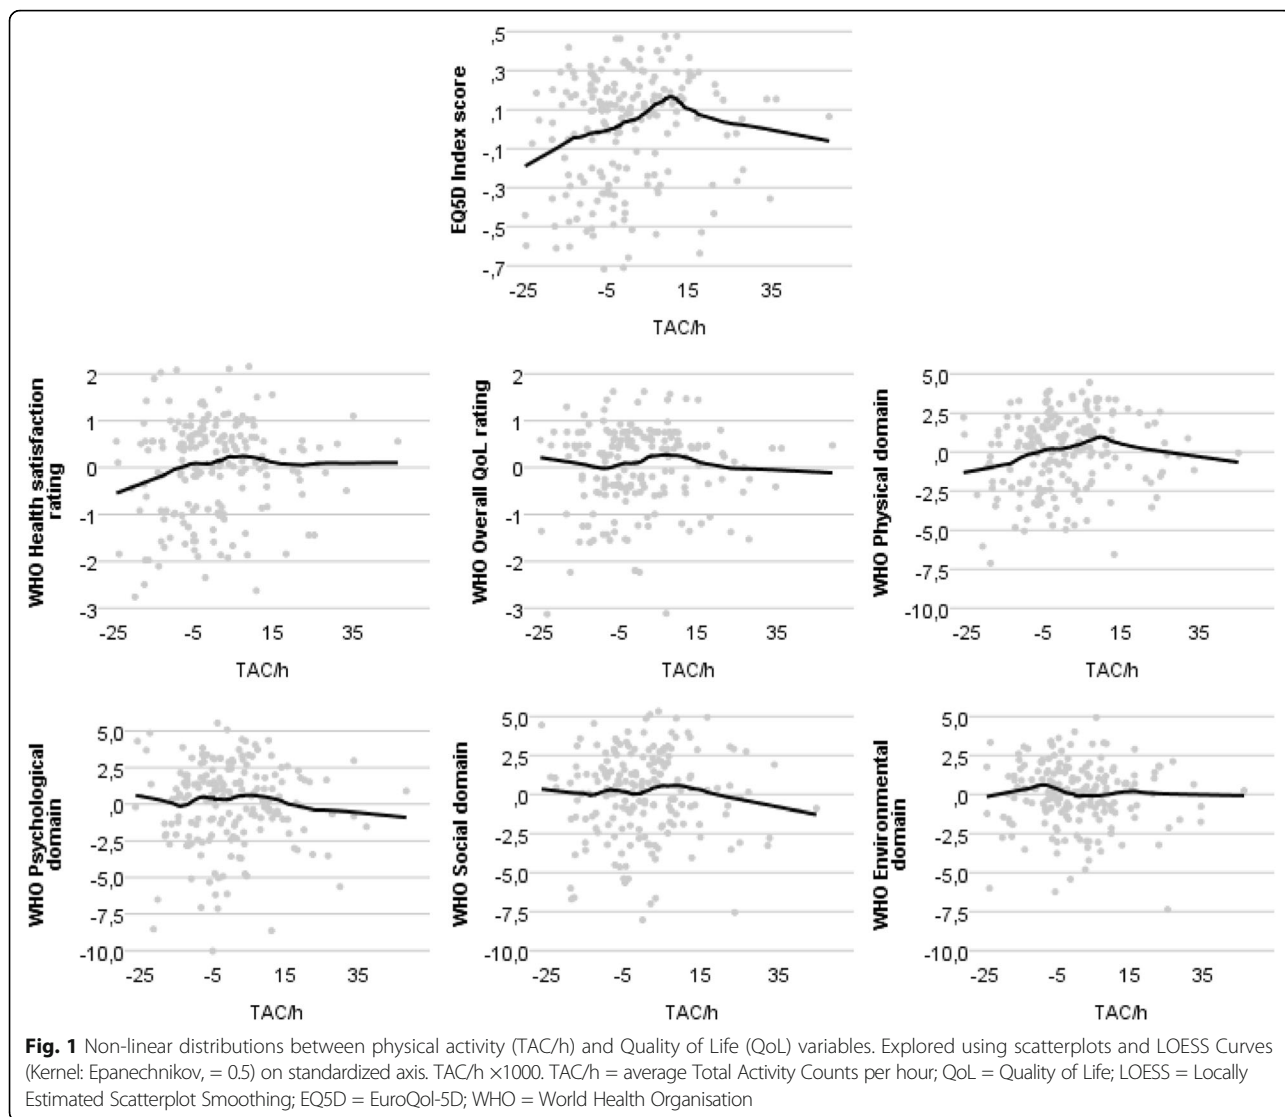 ,5
,3
,1
-,1
-,3
-,5
-,7
EQ5D Index score
-25 -5 15 35
TAC/h
2
1
0
-1
-2
-3
WHO Health satisfaction
rating
-25 -5 15 35
TAC/h
2
1
0
-1
-2
-3
WHO Overall QoL rating
-25 -5 15 35
TAC/h
5,0
2,5
,0
-2,5
-5,0
-7,5
-10,0
WHO Physical domain
-25 -5 15 35
TAC/h
5,0
2,5
,0
-2,5
-5,0
-7,5
-10,0
WHO Psychological
domain
-25 -5 15 35
TAC/h
5,0
2,5
,0
-2,5
-5,0
-7,5
-10,0
WHO Social domain
-25 -5 15 35
TAC/h
5,0
2,5
,0
-2,5
-5,0
-7,5
-10,0
WHO Environmental
domain
-25 -5 15 35
TAC/h
Fig. 1 Non-linear distributions between physical activity (TAC/h) and Quality of Life (QoL) variables. Explored using scatterplots and LOESS Curves
(Kernel: Epanechnikov, = 0.5) on standardized axis. TAC/h ×1000. TAC/h = average Total Activity Counts per hour; QoL = Quality of Life; LOESS = Locally
Estimated Scatterplot Smoothing; EQ5D = EuroQol-5D; WHO = World Health Organisation